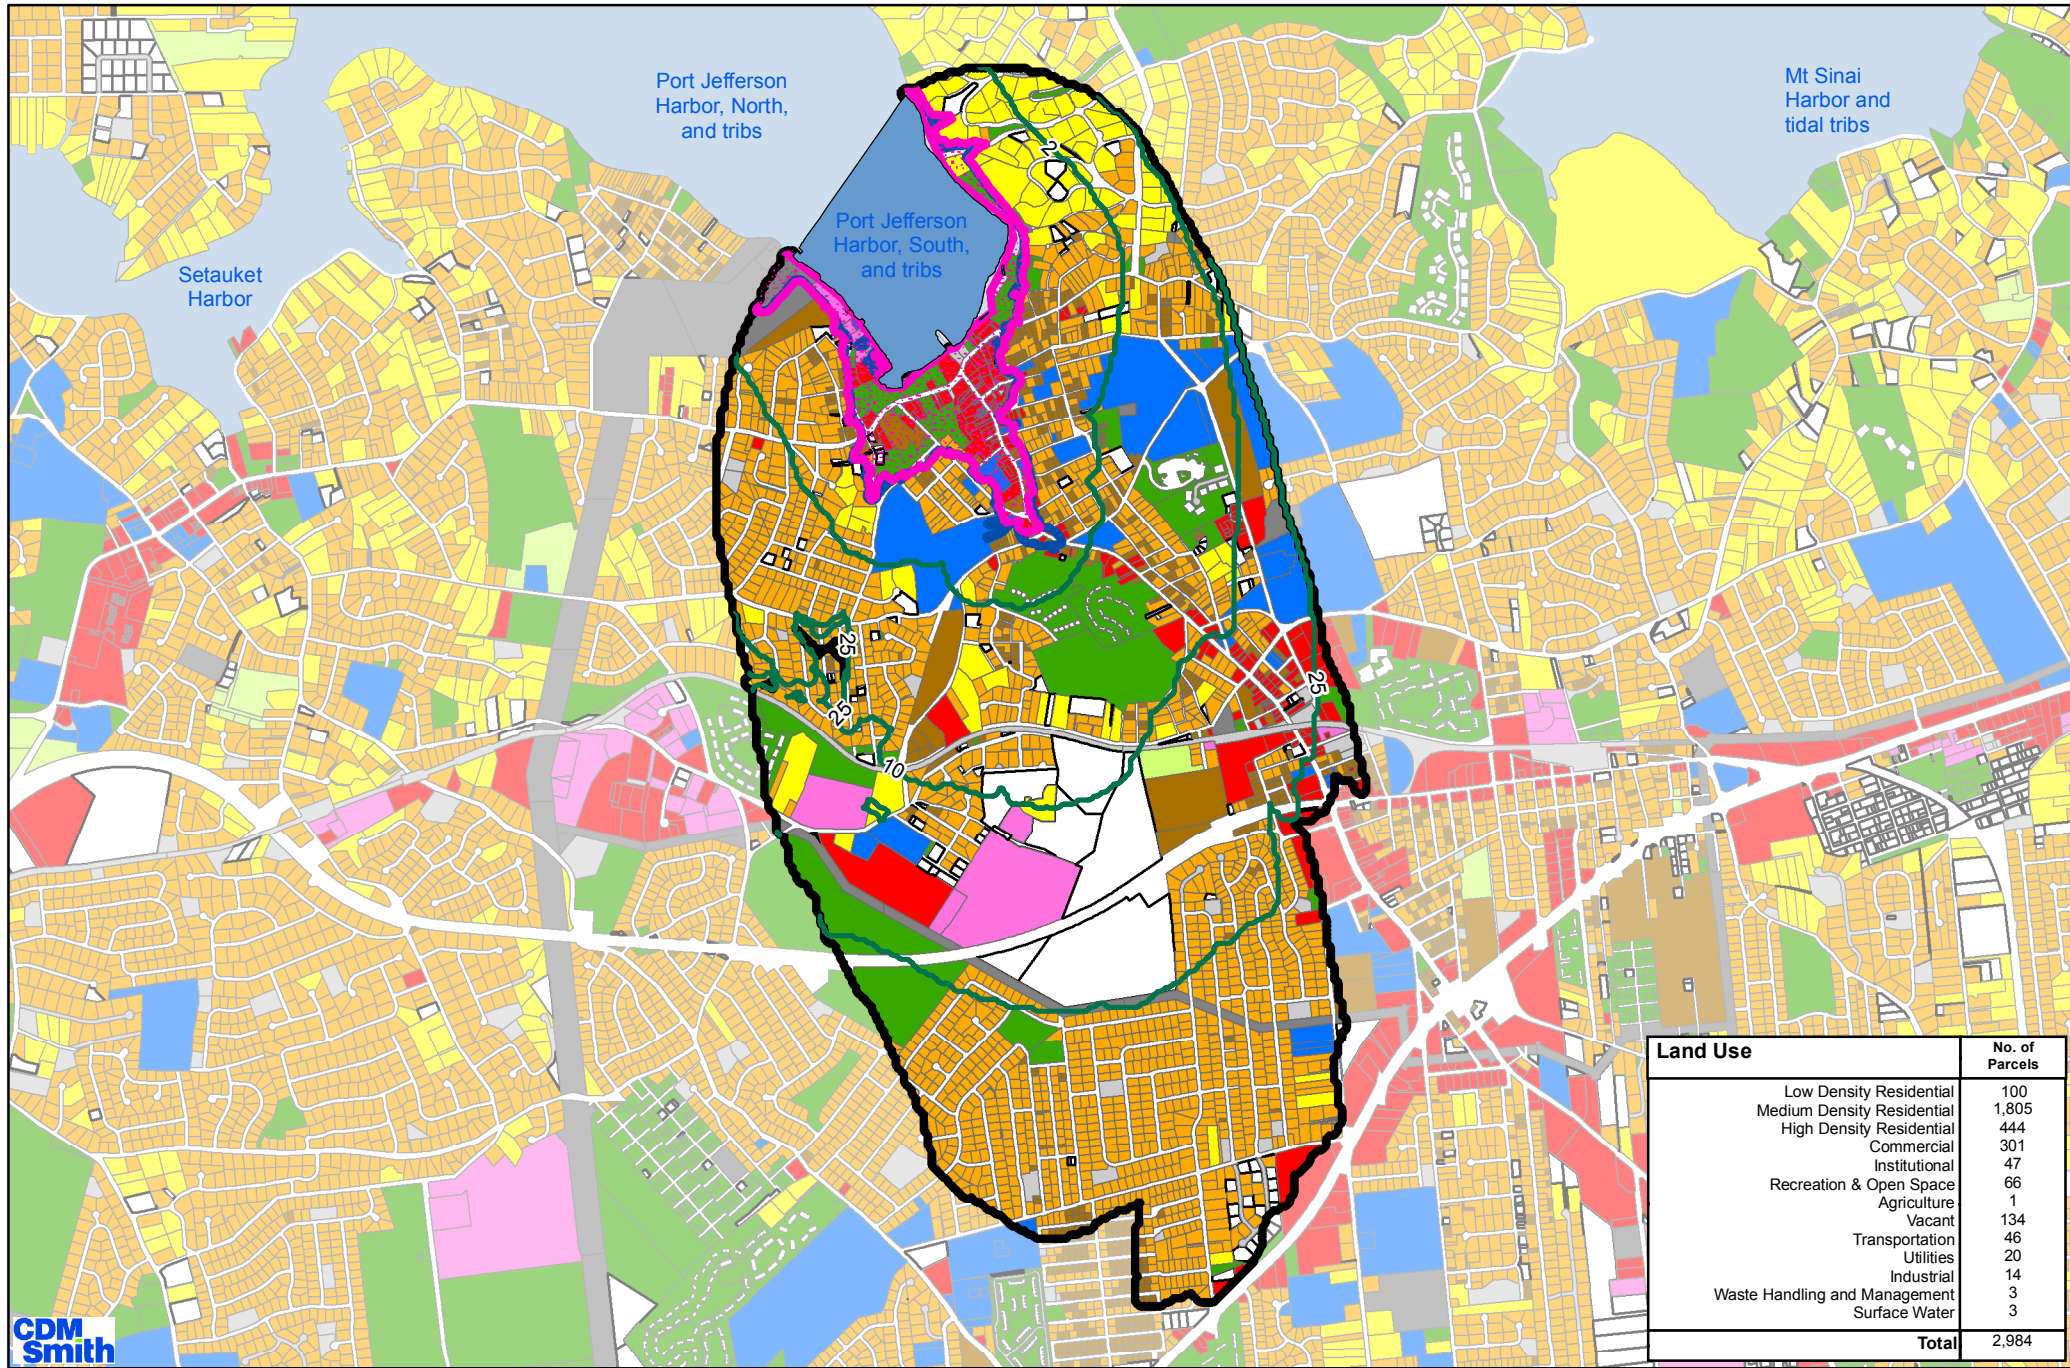 Port Jefferson
Harbor, North,
and tribs
Mt Sinai
Harbor and
tidal tribs
Port Jefferson
Harbor, South,
and tribs
Setauket
Harbor
2
25
25
25
10
Land Use
No. of
Parcels
Low Density Residential 100
Medium Density Residential 1,805
High Density Residential 444
Commercial 301
Institutional 47
Recreation & Open Space 66
Agriculture 1
Vacant 134
Transportation 46
Utilities 20
Industrial 14
Waste Handling and Management 3
Surface Water 3
Total 2,984
CDM
Smith